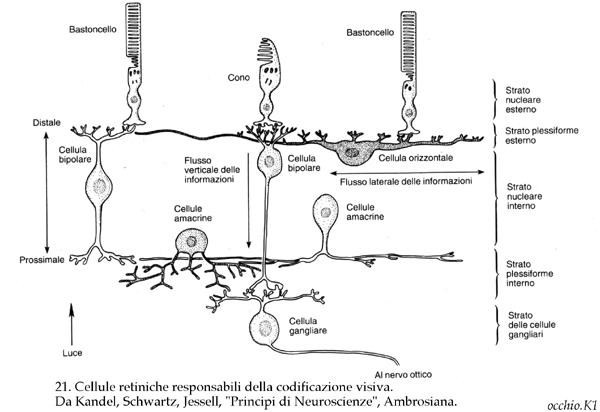 Bastoncello
Bastoncello
Cono
Strato
nucleare
esterno
Distale
Strato plessiforme
esterno
Cellula
bipolare
Flusso
verticale delle
informazioni
Cellula
bipolare
Cellula orizzontale
Flusso laterale delle informazioni
Strato
nucleare
interno
Cellule
amacrine
Cellule
amacrine
Prossimale
Strato
plessiforme
interno
Cellula
gangliare
Strato
delle cellule
gangliari
Luce
Al nervo ottico
21. Cellule retiniche responsabili della codificazione visiva.
Da Kandel, Schwartz, Jessell, "Principi di Neuroscienze", Ambrosiana.
occhio.K1